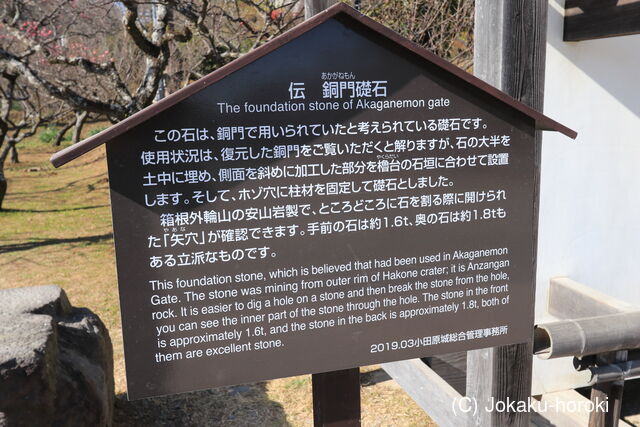 あかがねもん
伝 銅門礎石
The foundation stone of Akaganemon gate
この石は、銅門で用いられていたと考えられている礎石です。
使用状況は、復元した銅門をご覧いただくと解りますが、石の大半を
土中に埋め、側面を斜めに加工した部分を櫓台の石垣に合わせて設置
やぐらだい
します。そして、ホゾ穴に柱材を固定して礎石としました。
箱根外輪山の安山岩製で、ところどころに石を割る際に開けられ
やあな
た「矢穴」が確認できます。手前の石は約1.6t、奥の石は約1.8tも
ある立派なものです。
This foundation stone, which is believed that had been used in Akaganemon
Gate. The stone was mining from outer rim of Hakone crater; it is Anzangan
rock. It is easier to dig a hole on a stone and then break the stone from the hole,
you can see the inner part of the stone through the hole. The stone in the front
is approximately 1.6t, and the stone in the back is approximately 1.8t, both of
them are excellent stone.
2019.03小田原城総合管理事務所
(C) Jokaku-horoki